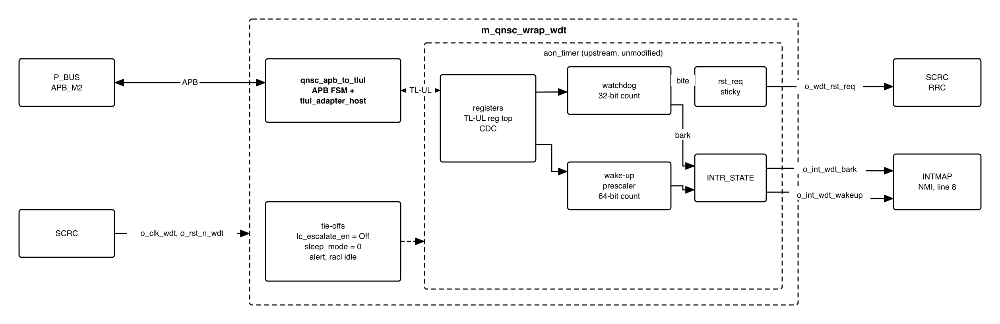 m_qnsc_wrap_wdt
aon_timer (upstream, unmodified)
P_BUS
APB_M2
APB
qnsc_apb_to_tlul
APB FSM +
tlul_adapter_host
TL-UL
registers
TL-UL reg top
CDC
watchdog
32-bit count
bite
rst_req
sticky
o_wdt_rst_req
SCRC
RRC
bark
wake-up
prescaler
64-bit count
INTR_STATE
o_int_wdt_bark
o_int_wdt_wakeup
INTMAP
NMI, line 8
SCRC
o_clk_wdt, o_rst_n_wdt
tie-offs
lc_escalate_en = Off
sleep_mode = 0
alert, racl idle